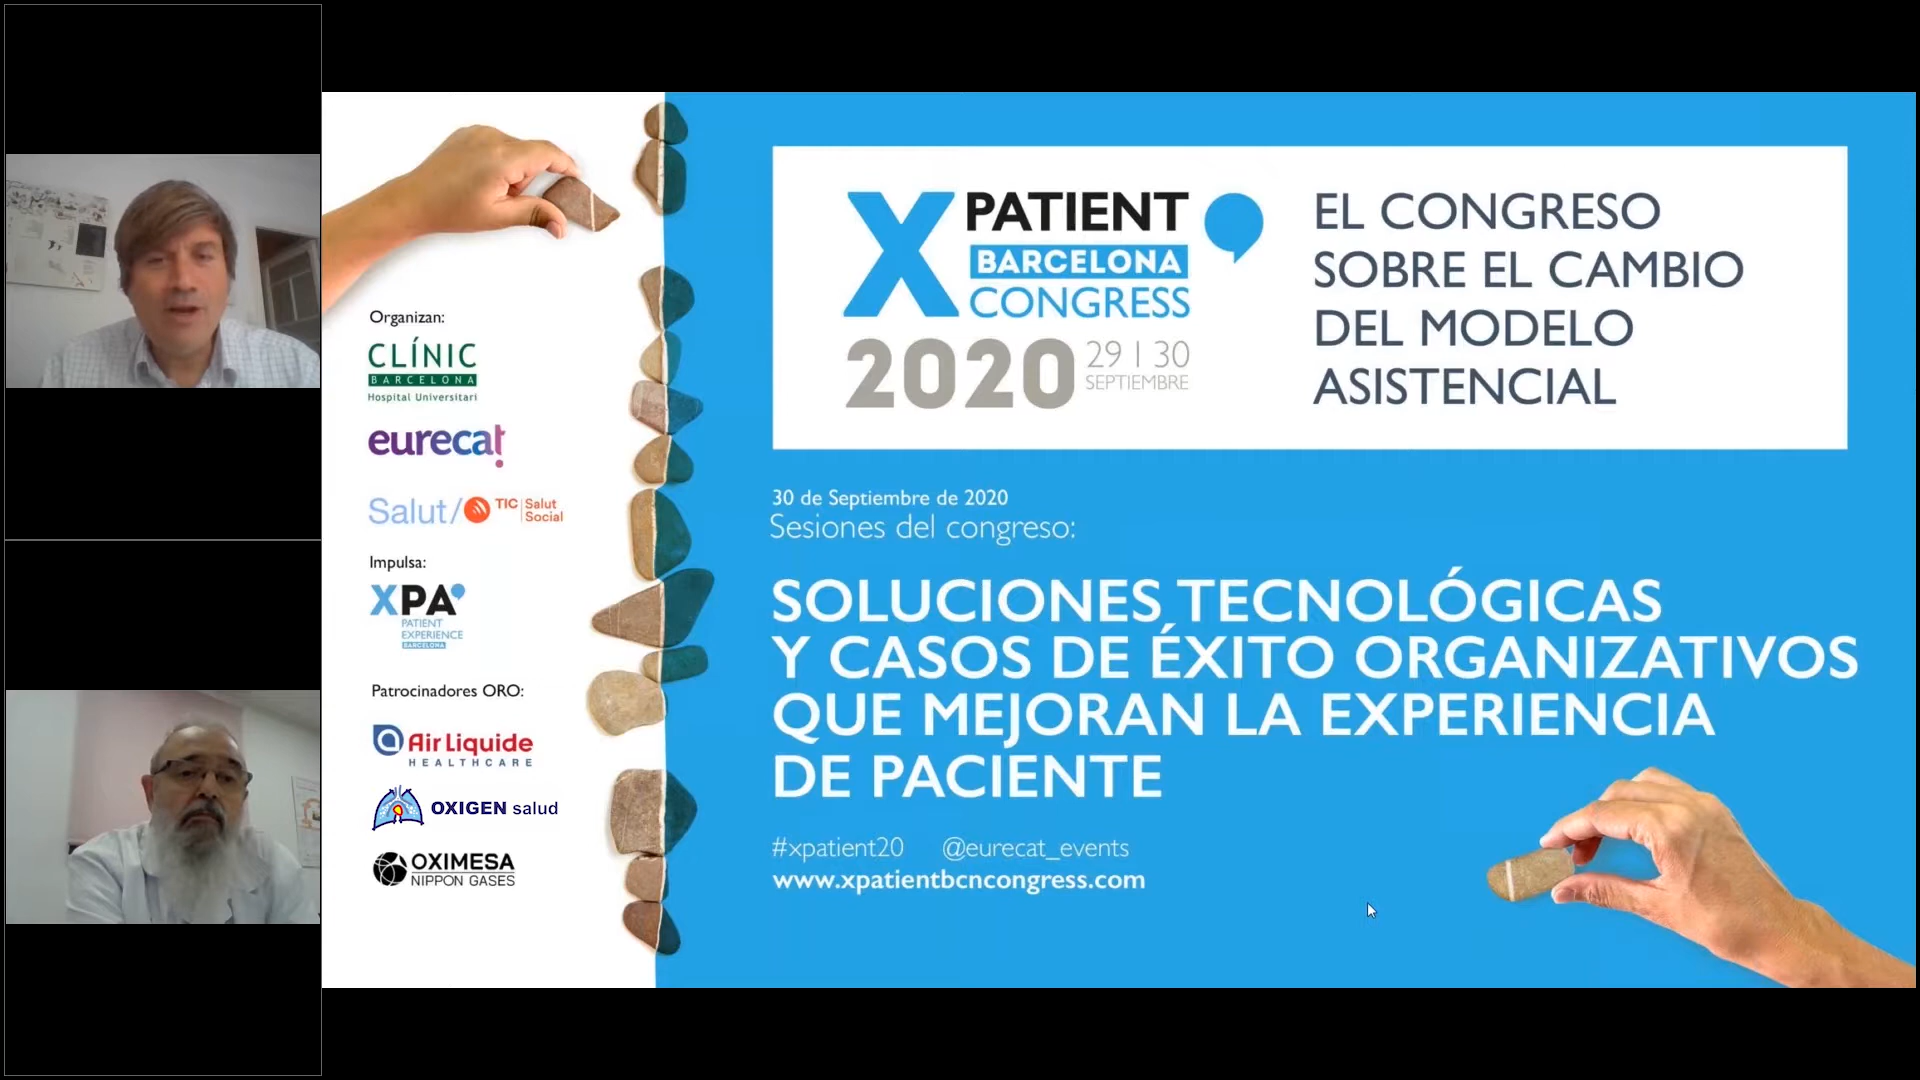 Organizan:
CLÍNIC
BARCELONA
Hospital Universitari
eurecat
Salut/ TIC Salut
Social
Impulsa:
XPA
PATIENT
EXPERIENCE
BARCELONA
Patrocinadores ORO:
Air Liquide
HEALTHCARE
OXIGEN salud
OXIMESA
NIPPON GASES
X PATIENT
BARCELONA
CONGRESS
2020 29 | 30
SEPTIEMBRE
EL CONGRESO
SOBRE EL CAMBIO
DEL MODELO
ASISTENCIAL
30 de Septiembre de 2020
Sesiones del congreso:
SOLUCIONES TECNOLÓGICAS
Y CASOS DE ÉXITO ORGANIZATIVOS
QUE MEJORAN LA EXPERIENCIA
DE PACIENTE
#xpatient20 @eurecat_events
www.xpatientbcncongress.com